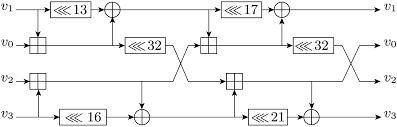 v₁ ⋘ 13 ⋘ 17 v₁
v₀ ⋘ 32 ⋘ 32 v₀
v₂ v₂
v₃ ⋘ 16 ⋘ 21 v₃